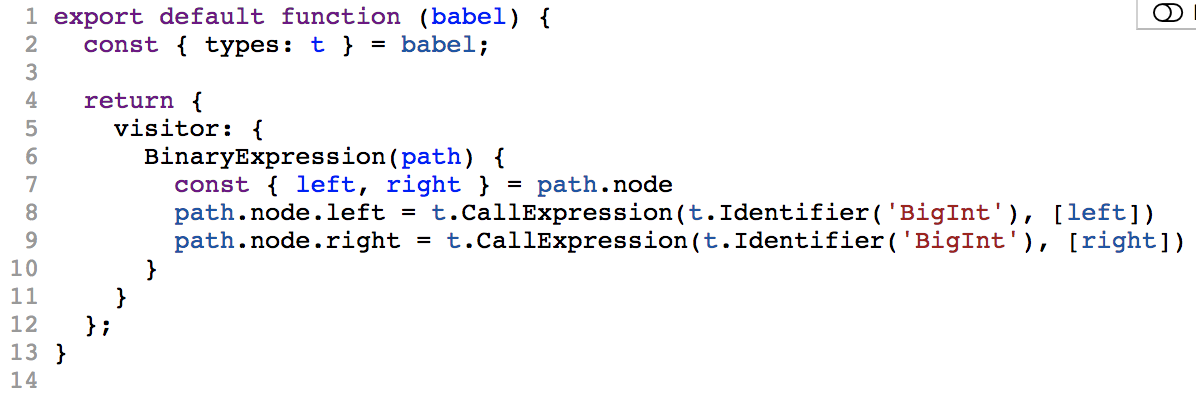 1 export default function (babel) {
2   const { types: t } = babel;
3
4   return {
5     visitor: {
6       BinaryExpression(path) {
7         const { left, right } = path.node
8         path.node.left = t.CallExpression(t.Identifier('BigInt'), [left])
9         path.node.right = t.CallExpression(t.Identifier('BigInt'), [right])
10       }
11     }
12   };
13 }
14